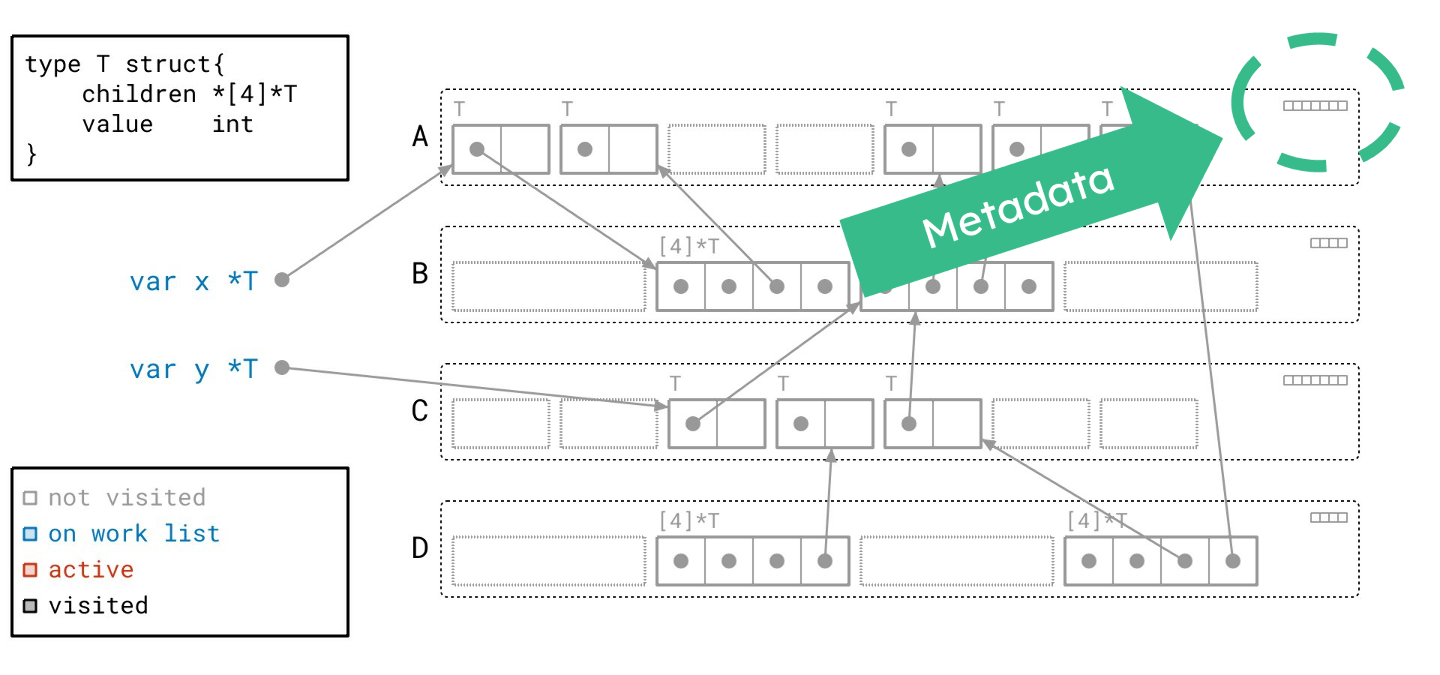 type T struct{
    children *[4]*T
    value    int
}
A
T T T T T
Metadata
var x *T
B
[4]*T
var y *T
C
T T T
not visited
on work list
active
visited
D
[4]*T [4]*T